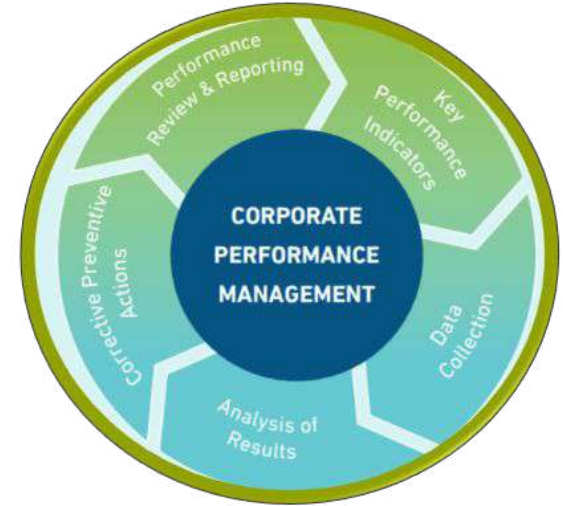 Performance
Review & Reporting
Key
Performance
Indicators
CORPORATE
PERFORMANCE
MANAGEMENT
Corrective Preventive
Actions
Data
Collection
Analysis of
Results